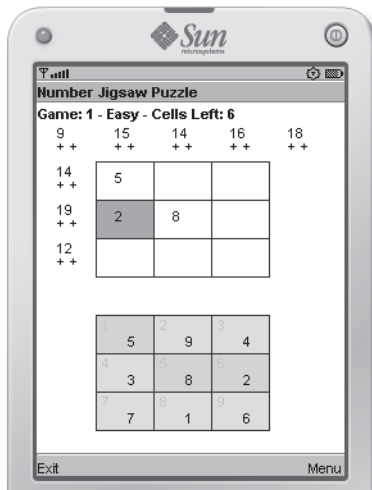 Sun
microsystems
Number Jigsaw Puzzle
Game: 1 - Easy - Cells Left: 6
9 15 14 16 18
++ ++ ++ ++ ++
14
++
5
19
++
2 8
12
++
1 2 3
5 9 4
4 5 6
3 8 2
7 8 9
7 1 6
Exit Menu